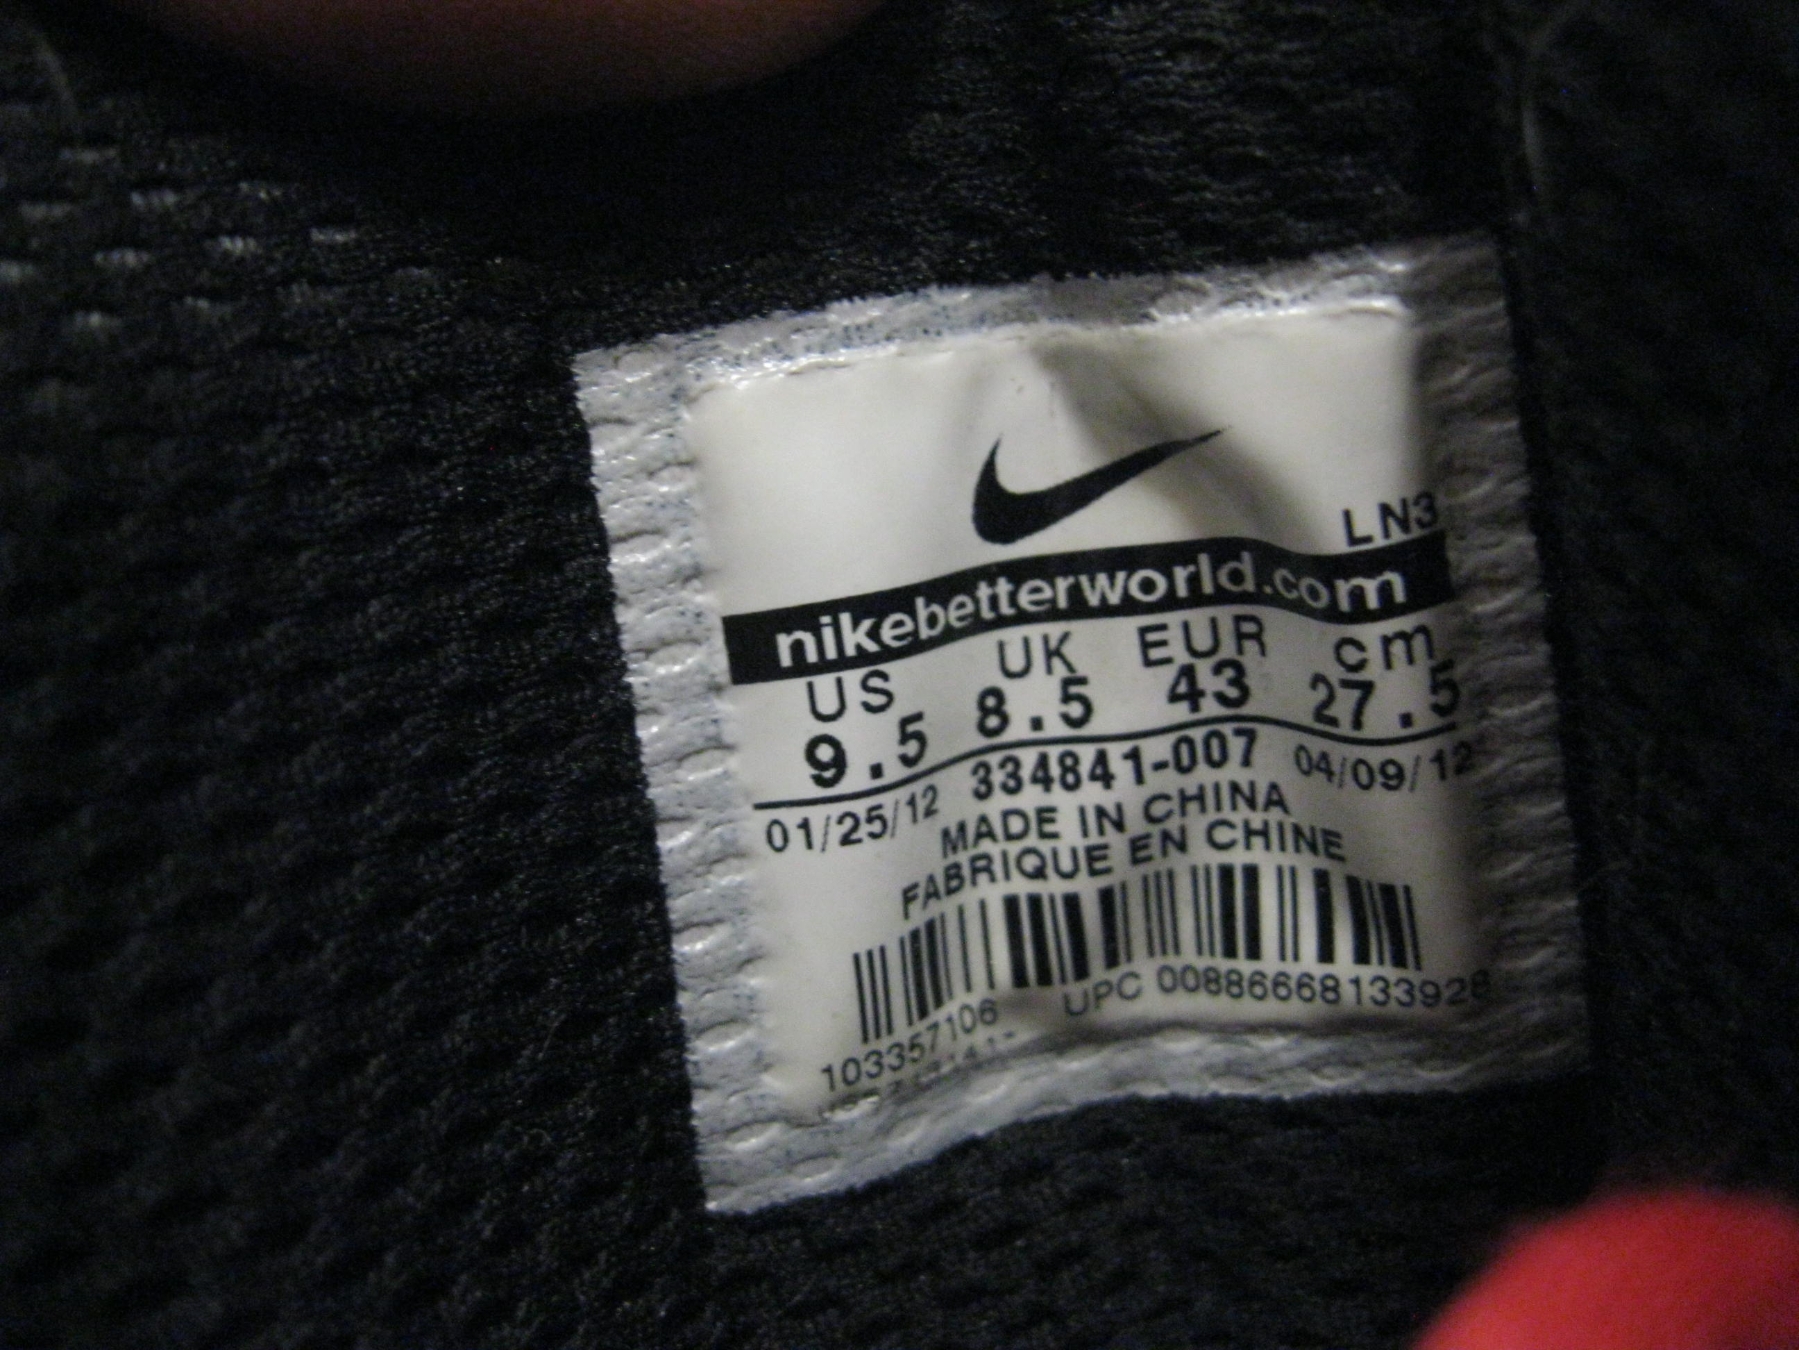 LN3
nikebetterworld.com
US UK EUR cm
9.5 8.5 43 27.5
01/25/12 334841-007 04/09/12
MADE IN CHINA
FABRIQUE EN CHINE
103357106 UPC 00886668133928